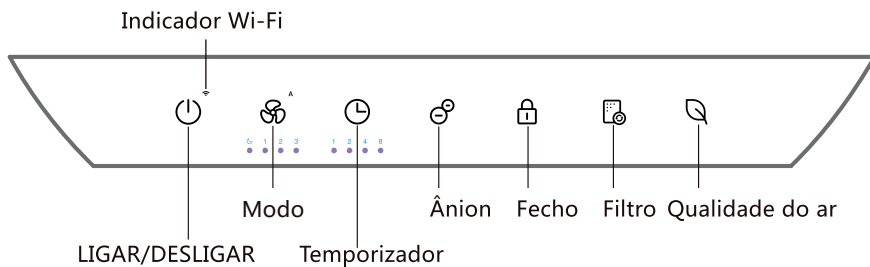 Indicador Wi-Fi
A
1 2 3 1 2 4 8
Modo Ânion Fecho Filtro Qualidade do ar
LIGAR/DESLIGAR Temporizador